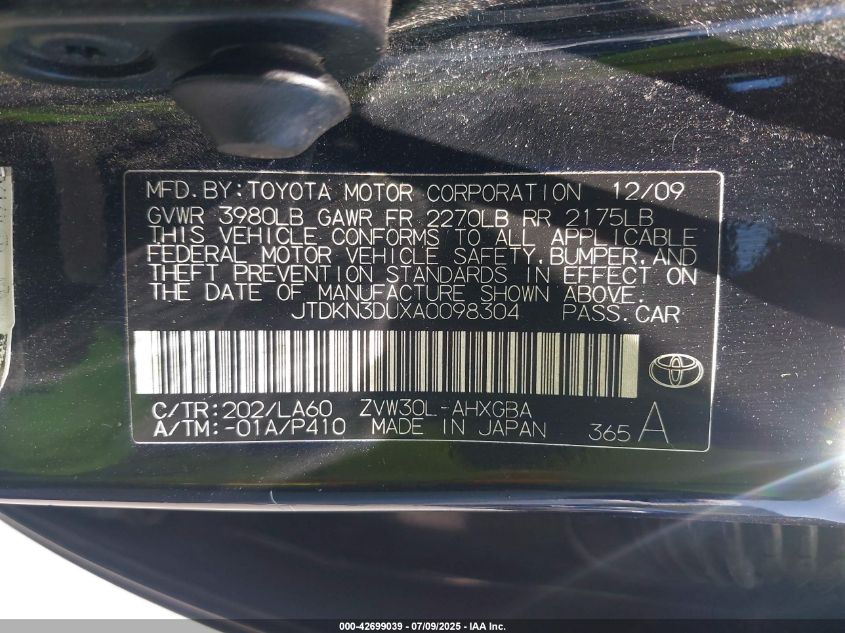 MFD. BY: TOYOTA MOTOR CORPORATION 12/09
GVWR 3980LB GAWR FR 2270LB RR 2175LB
THIS VEHICLE CONFORMS TO ALL APPLICABLE
FEDERAL MOTOR VEHICLE SAFETY, BUMPER, AND
THEFT PREVENTION STANDARDS IN EFFECT ON
THE DATE OF MANUFACTURE SHOWN ABOVE.
JTDKN3DUXA0098304 PASS. CAR
C/TR: 202/LA60 ZVW30L-AHXGBA
A/TM: -01A/P410 MADE IN JAPAN 365 A
000-42699039 - 07/09/2025 - IAA Inc.